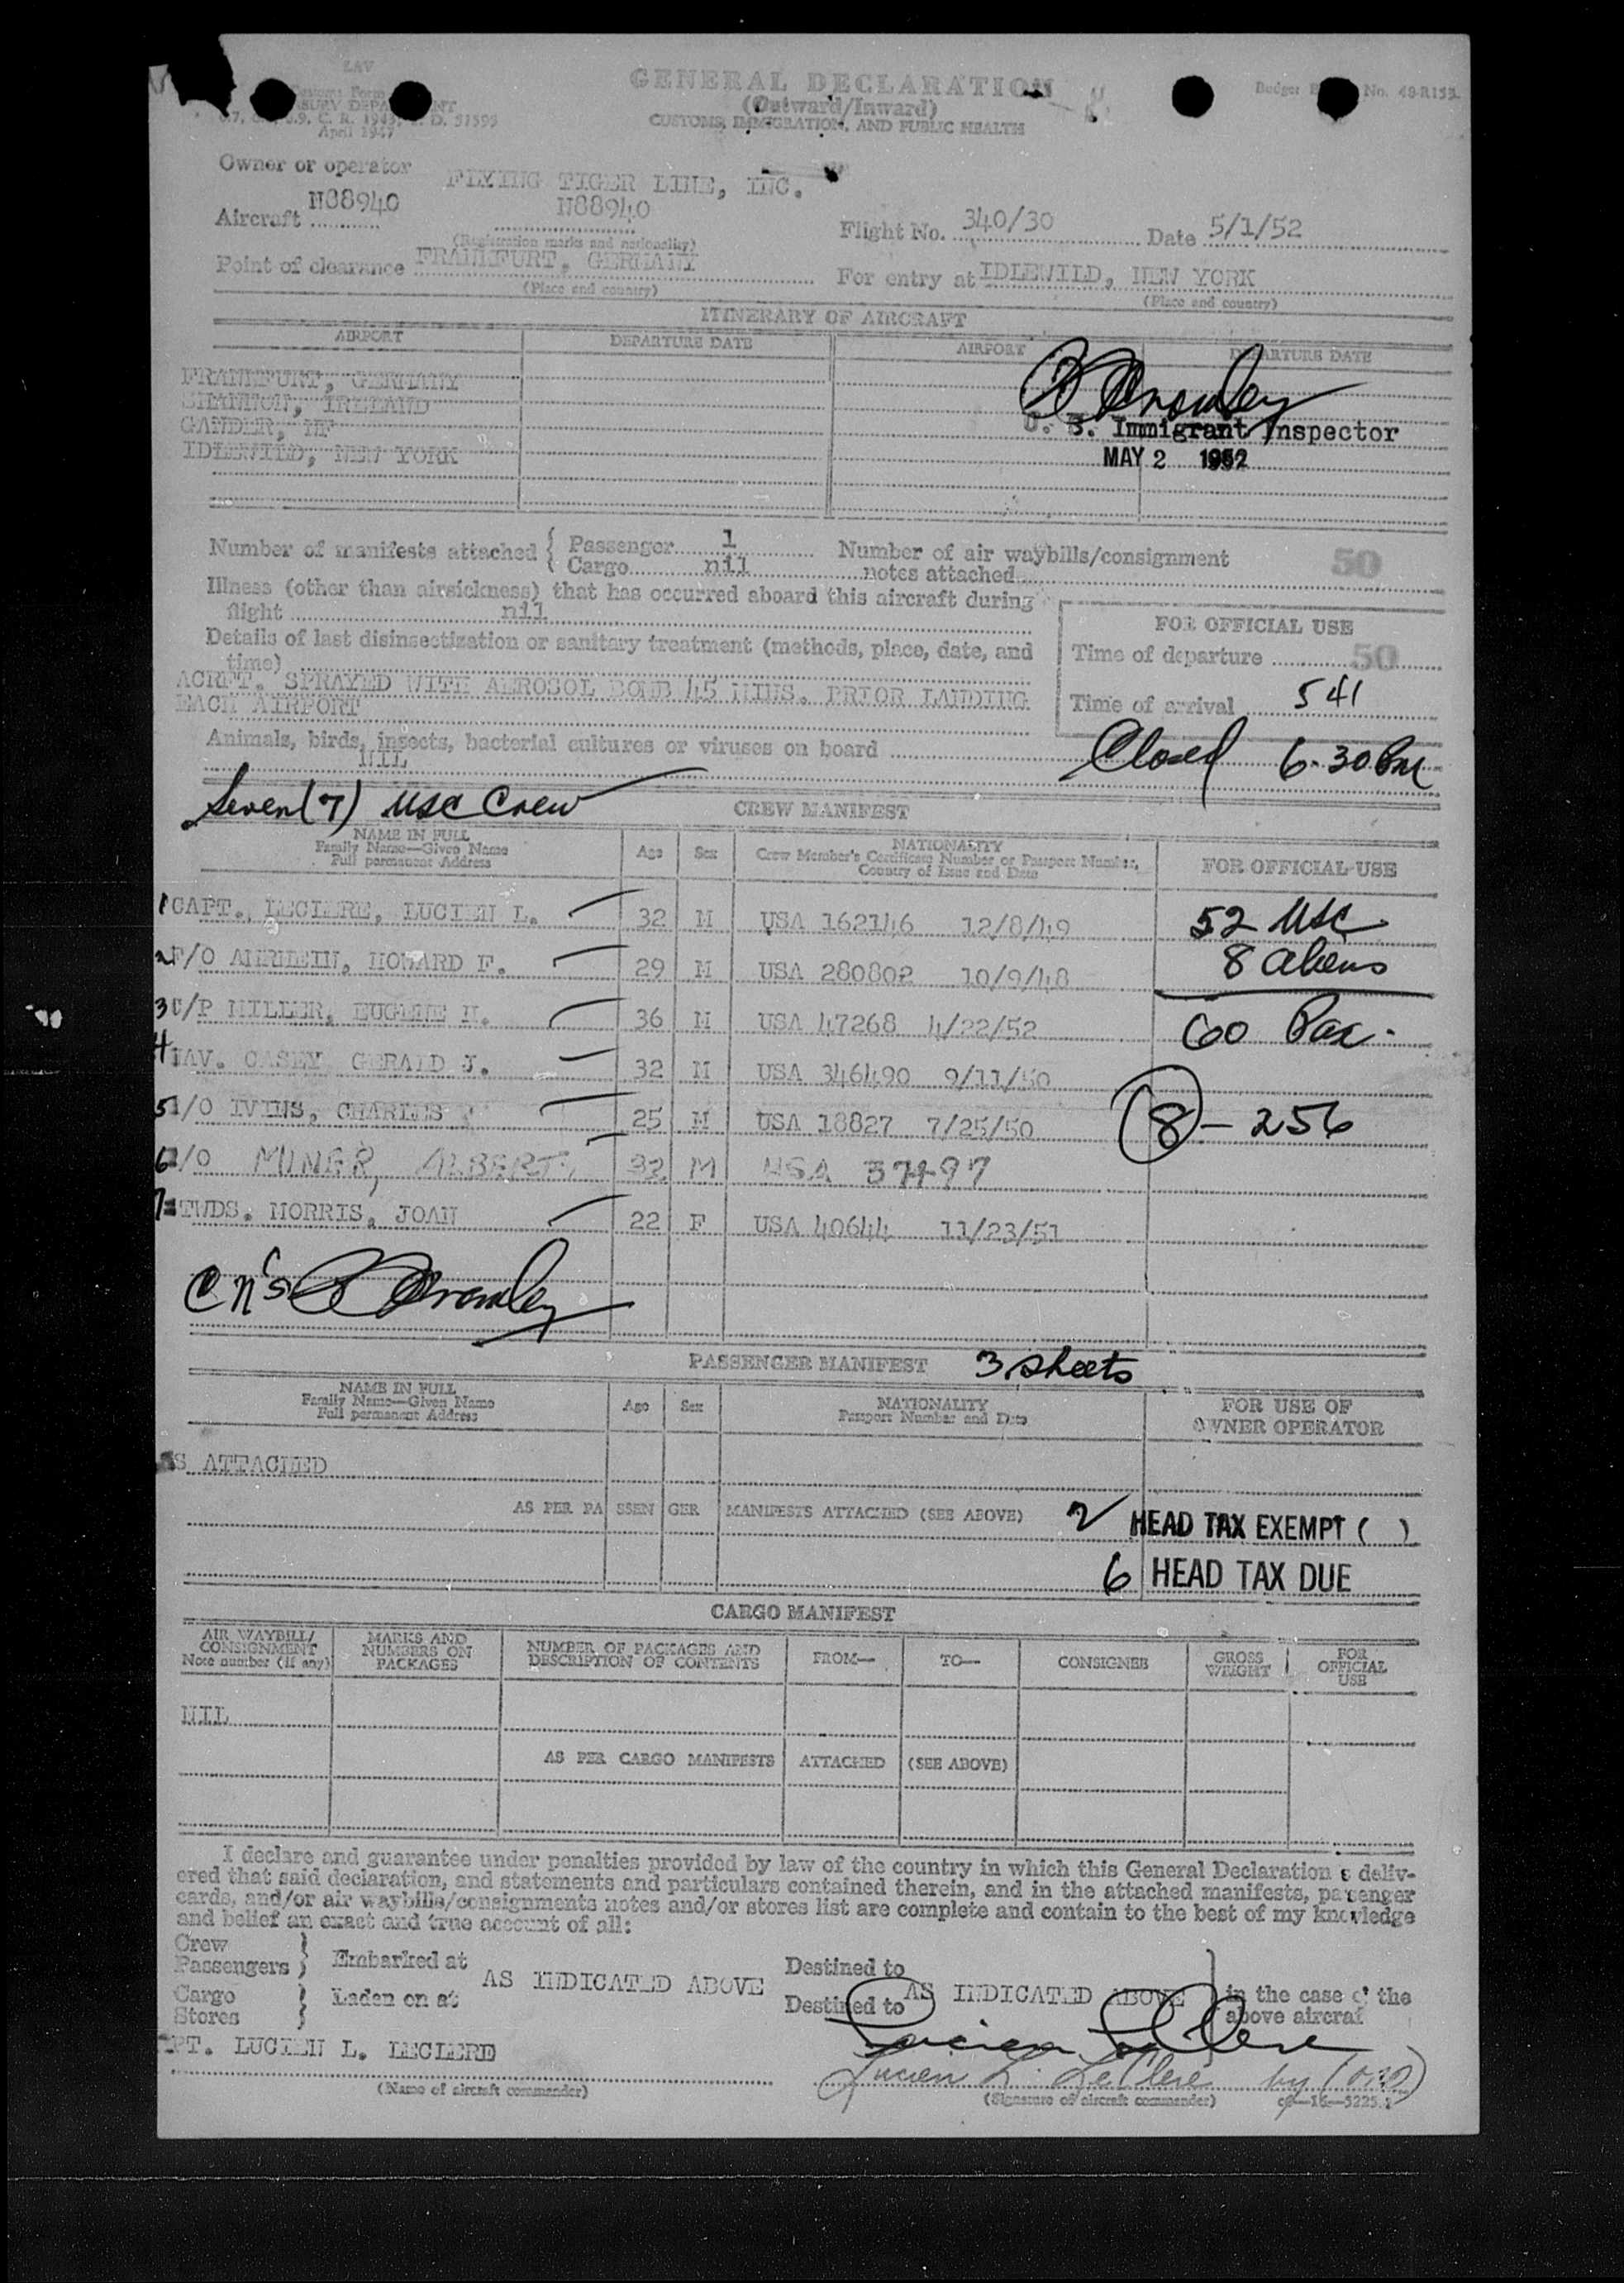 GENERAL DECLARATION
(Outward/Inward)
CUSTOMS, IMMIGRATION, AND PUBLIC HEALTH
April 1947
Owner or operator FLYING TIGER LINE, INC.
Aircraft N88940 N88940 Flight No. 340/30 Date 5/1/52
(Registration marks and nationality)
Point of clearance FRANKFURT, GERMANY For entry at IDLEWILD, NEW YORK
(Place and country) (Place and country)
ITINERARY OF AIRCRAFT
AIRPORT DEPARTURE DATE AIRPORT DEPARTURE DATE
FRANKFURT, GERMANY
SHANNON, IRELAND
GANDER, NF
IDLEWILD, NEW YORK
U. S. Immigrant Inspector
MAY 2 1952
Number of manifests attached { Passenger 1 Number of air waybills/consignment 50
{ Cargo nil notes attached
Illness (other than airsickness) that has occurred aboard this aircraft during
flight nil
FOR OFFICIAL USE
Details of last disinsectization or sanitary treatment (methods, place, date, and
time)
Time of departure 50
ACRFT. SPRAYED WITH AEROSOL BOMB 45 MINS. PRIOR LANDING
EACH AIRPORT
Time of arrival 541
Animals, birds, insects, bacterial cultures or viruses on board
NIL
Closed 6.30 PM
Seven (7) USC Crew
CREW MANIFEST
NAME IN FULL
Family Name—Given Name
Full permanent Address
Age Sex
NATIONALITY
Crew Member's Certificate Number or Passport Number,
Country of Issue and Date
FOR OFFICIAL USE
1 CAPT. LECLERE, LUCIEN L. 32 M USA 162146 12/8/49 52 USC
2 F/O AHRHEIN, HOWARD F. 29 M USA 280802 10/9/48 8 aliens
3 C/P MILLER, EUGENE H. 36 M USA 47268 4/22/52 60 Pax.
4 NAV. CASEY GERALD J. 32 M USA 346490 9/11/50
5 /O IVINS, CHARLES 25 M USA 18827 7/25/50 (8) - 256
6 /O MINER, ALBERT 32 M USA 37497
7 STWDS. MORRIS, JOAN 22 F USA 40644 11/23/51
PASSENGER MANIFEST 3 sheets
NAME IN FULL
Family Name—Given Name
Full permanent Address
Age Sex
NATIONALITY
Passport Number and Date
FOR USE OF
OWNER OPERATOR
AS ATTACHED
AS PER PASSENGER MANIFESTS ATTACHED (SEE ABOVE)
2 HEAD TAX EXEMPT ( )
6 HEAD TAX DUE
CARGO MANIFEST
AIR WAYBILL/
CONSIGNMENT
Note number (if any)
MARKS AND
NUMBERS ON
PACKAGES
NUMBER OF PACKAGES AND
DESCRIPTION OF CONTENTS
FROM— TO— CONSIGNEE
GROSS
WEIGHT
FOR
OFFICIAL
USE
NIL
AS PER CARGO MANIFESTS ATTACHED (SEE ABOVE)
I declare and guarantee under penalties provided by law of the country in which this General Declaration s deliv-
ered that said declaration, and statements and particulars contained therein, and in the attached manifests, passenger
cards, and/or air waybills/consignments notes and/or stores list are complete and contain to the best of my knowledge
and belief an exact and true account of all:
Crew
Passengers } Embarked at AS INDICATED ABOVE Destined to AS INDICATED ABOVE } in the case of the
Cargo
Stores } Laden on at Destined to above aircraft
PT. LUCIEN L. LECLERE
Lucien L. LeClere by
(Name of aircraft commander) (Signature of aircraft commander)